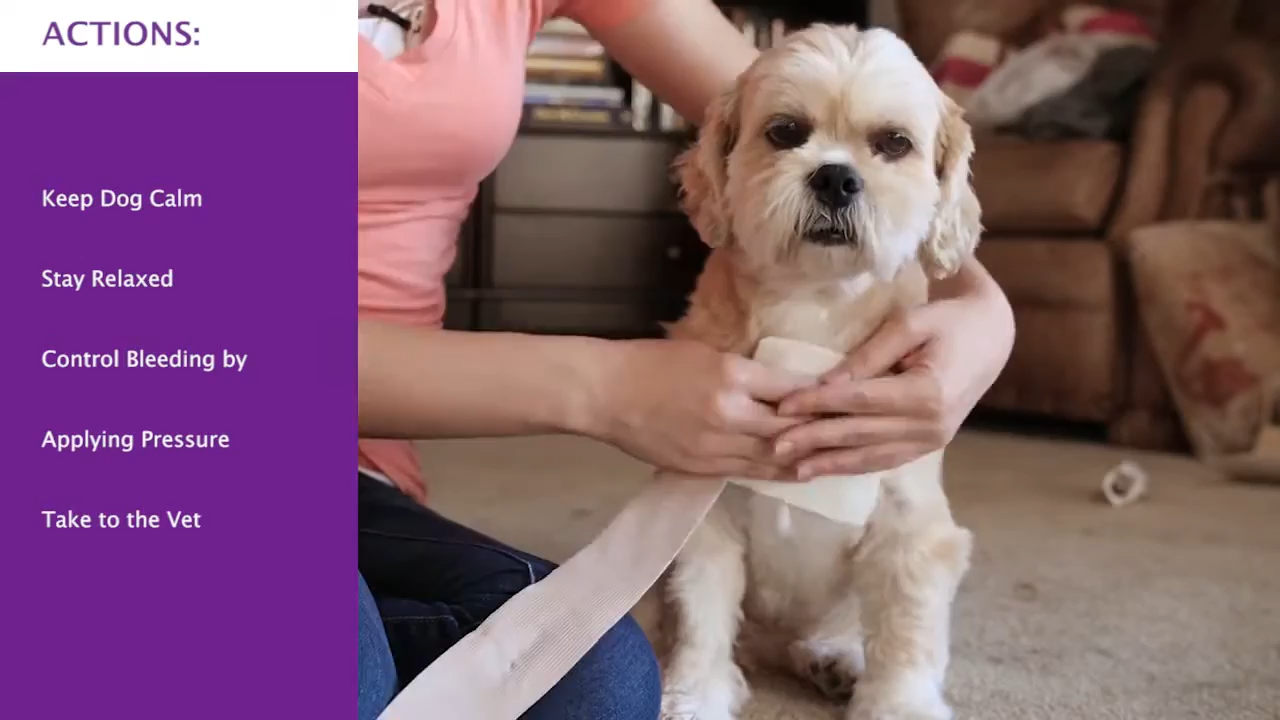 ACTIONS:
Keep Dog Calm
Stay Relaxed
Control Bleeding by
Applying Pressure
Take to the Vet